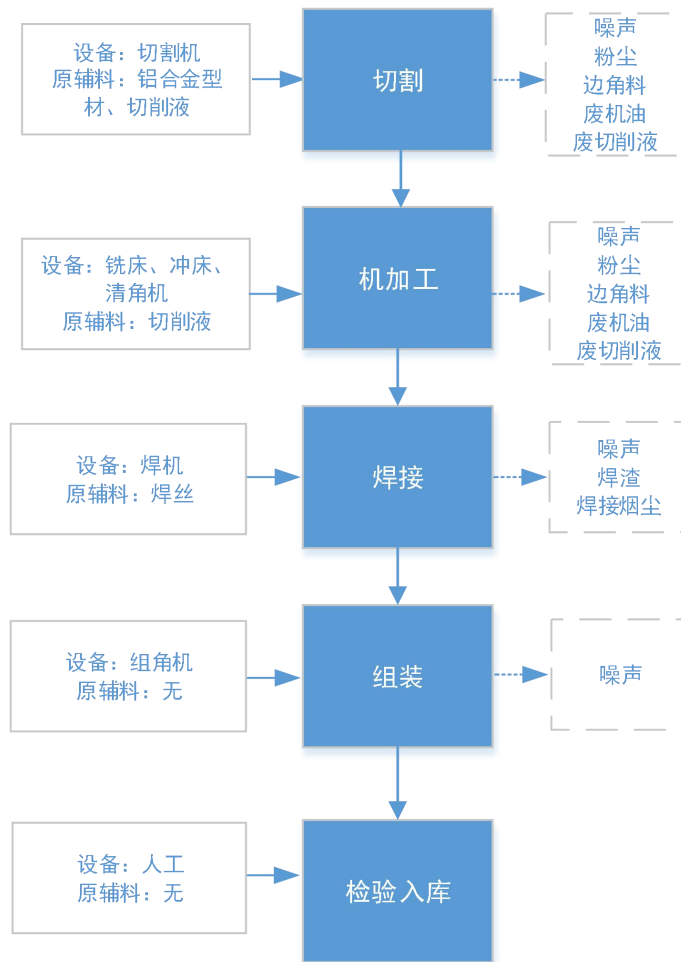 设备：切割机
原辅料：铝合金型
材、切削液
切割
噪声
粉尘
边角料
废机油
废切削液
设备：铣床、冲床、
清角机
原辅料：切削液
机加工
噪声
粉尘
边角料
废机油
废切削液
设备：焊机
原辅料：焊丝
焊接
噪声
焊渣
焊接烟尘
设备：组角机
原辅料：无
组装
噪声
设备：人工
原辅料：无
检验入库